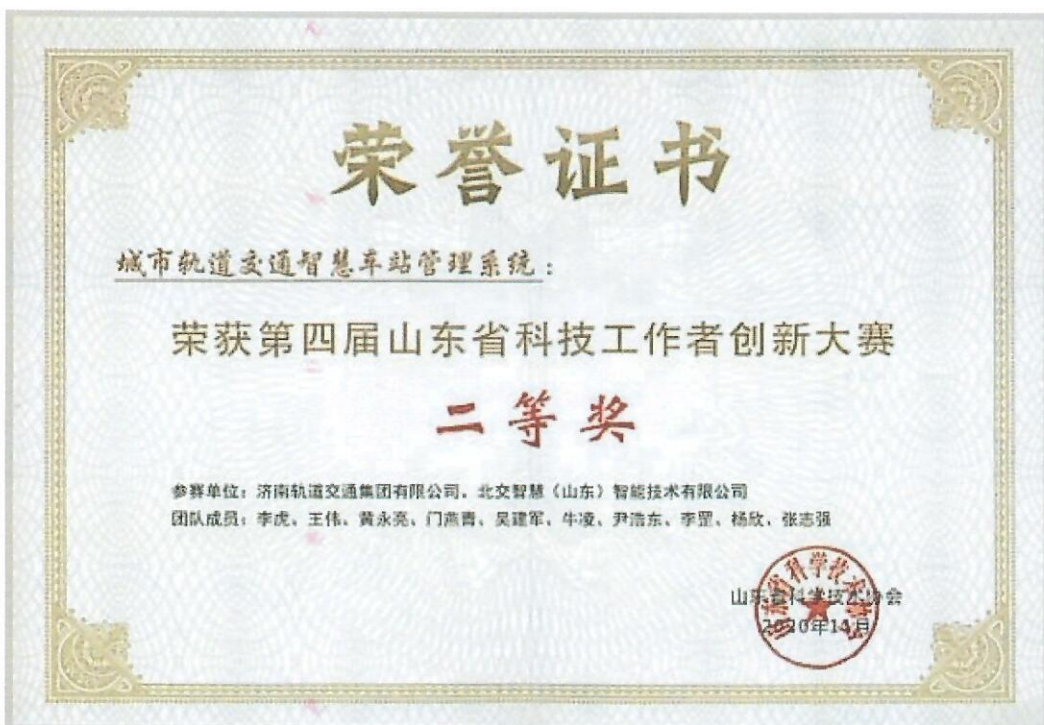 荣誉证书
城市轨道交通智慧车站管理系统：
荣获第四届山东省科技工作者创新大赛
二等奖
参赛单位：济南轨道交通集团有限公司、北交智慧（山东）智能技术有限公司
团队成员：李虎、王伟、黄永亮、门燕青、吴建军、牛凌、尹浩东、李罡、杨欣、张志强
山东省科学技术协会
2020年11月